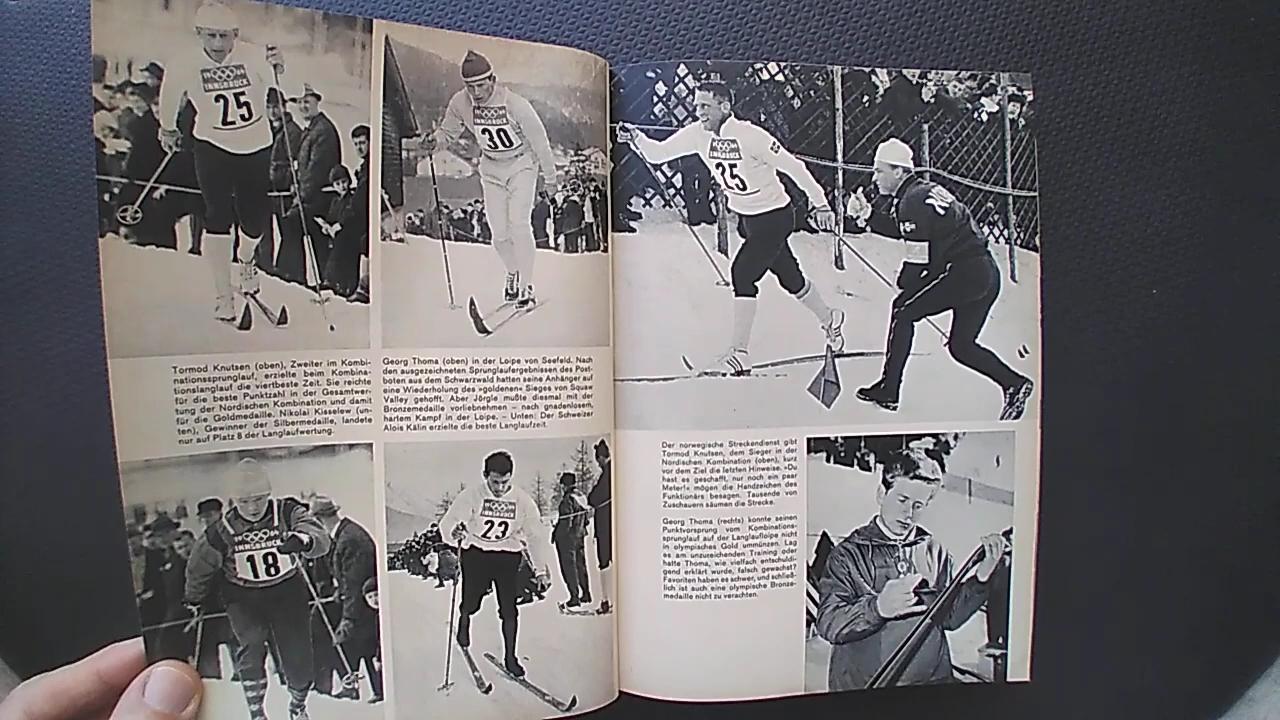 INNSBRUCK
25
INNSBRUCK
30
Tormod Knutsen (oben), Zweiter im Kombi-
nationssprunglauf, erzielte beim Kombina-
tionslanglauf die viertbeste Zeit. Sie reichte
für die beste Punktzahl in der Gesamtwer-
tung der Nordischen Kombination und damit
für die Goldmedaille. Nikolai Kisselew (un-
ten), Gewinner der Silbermedaille, landete
nur auf Platz 8 der Langlaufwertung.
Georg Thoma (oben) in der Loipe von Seefeld. Nach
den ausgezeichneten Sprunglaufergebnissen des Post-
boten aus dem Schwarzwald hatten seine Anhänger auf
eine Wiederholung des »goldenen« Sieges von Squaw
Valley gehofft. Aber Jörgle mußte diesmal mit der
Bronzemedaille vorliebnehmen – nach gnadenlosem,
hartem Kampf in der Loipe. – Unten: Der Schweizer
Alois Kälin erzielte die beste Langlaufzeit.
INNSBRUCK
18
INNSBRUCK
23
INNSBRUCK
25
Der norwegische Streckendienst gibt
Tormod Knutsen, dem Sieger in der
Nordischen Kombination (oben), kurz
vor dem Ziel die letzten Hinweise. »Du
hast es geschafft, nur noch ein paar
Meter!« mögen die Handzeichen des
Funktionärs besagen. Tausende von
Zuschauern säumen die Strecke.
Georg Thoma (rechts) konnte seinen
Punktvorsprung vom Kombinations-
sprunglauf auf der Langlaufloipe nicht
in olympisches Gold ummünzen. Lag
es am unzureichenden Training oder
hatte Thoma, wie vielfach entschuldi-
gend erklärt wurde, falsch gewachst?
Favoriten haben es schwer, und schließ-
lich ist auch eine olympische Bronze-
medaille nicht zu verachten.